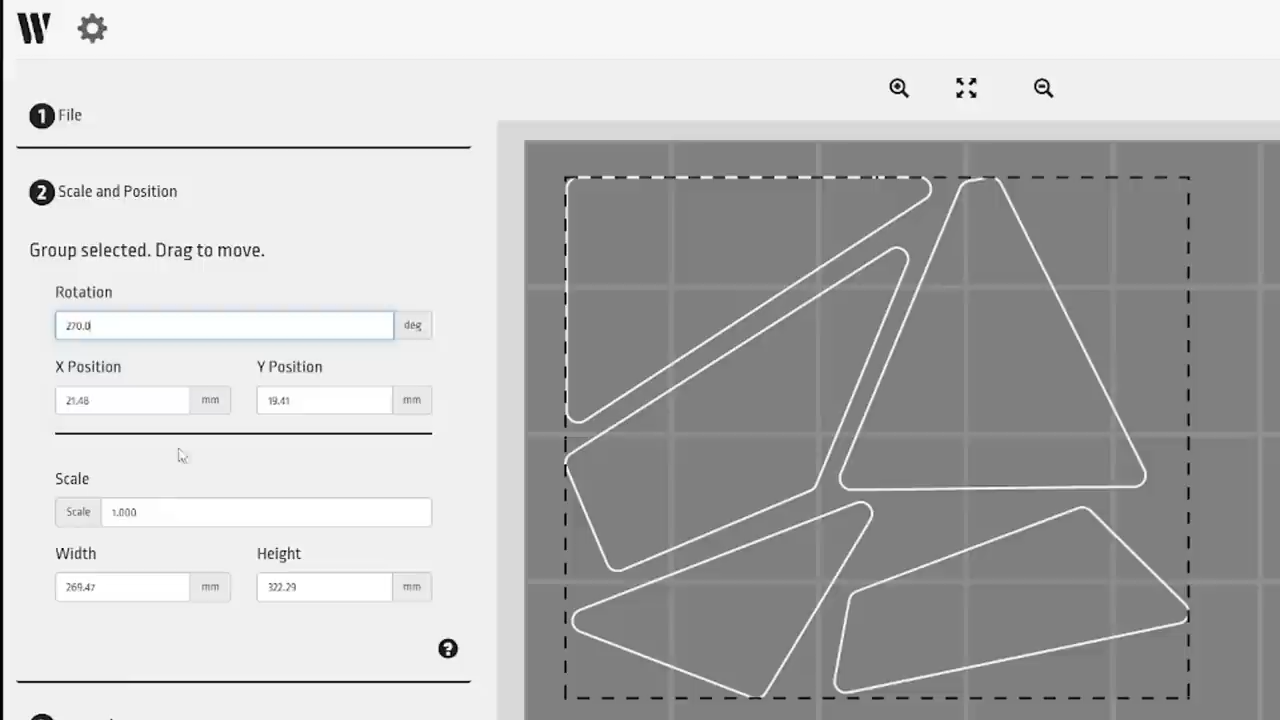 W
1 File
2 Scale and Position
Group selected. Drag to move.
Rotation
270.0 deg
X Position Y Position
21.48 mm 19.41 mm
Scale
Scale 1.000
Width Height
269.47 mm 322.29 mm
?